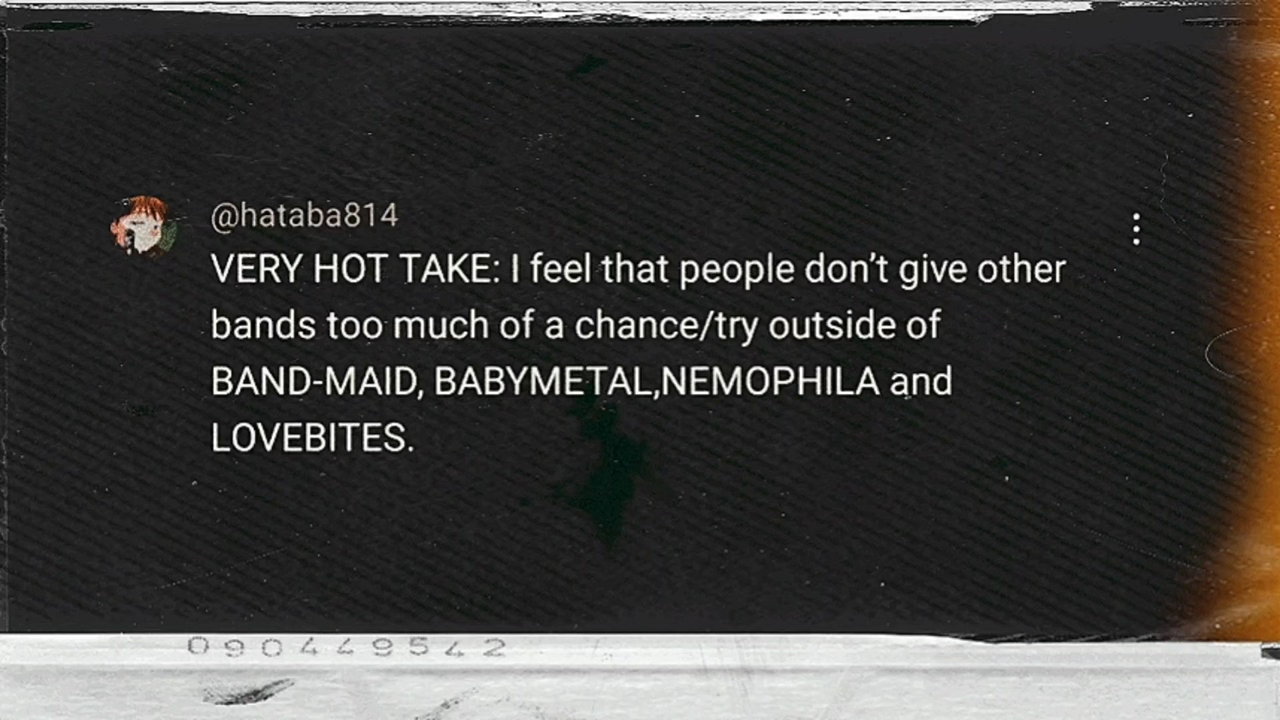 @hataba814
VERY HOT TAKE: I feel that people don't give other
bands too much of a chance/try outside of
BAND-MAID, BABYMETAL,NEMOPHILA and
LOVEBITES.
090449542